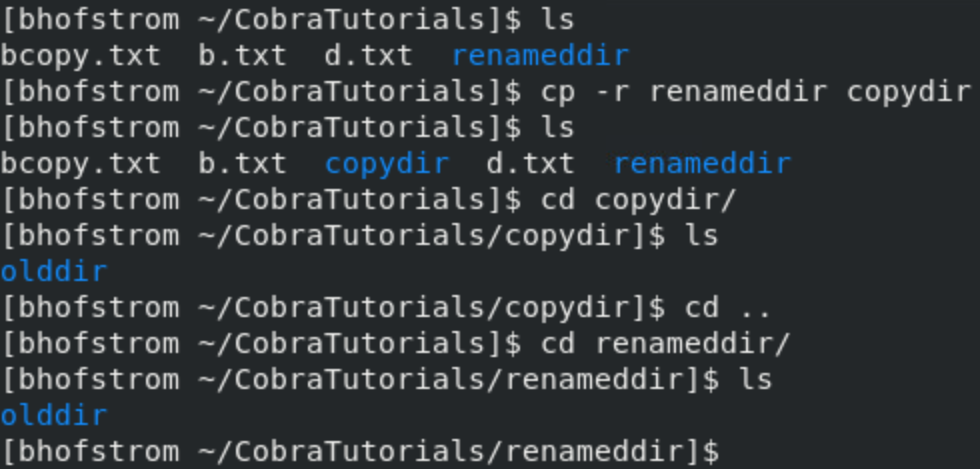 [bhofstrom ~/CobraTutorials]$ ls
bcopy.txt  b.txt  d.txt  renameddir
[bhofstrom ~/CobraTutorials]$ cp -r renameddir copydir
[bhofstrom ~/CobraTutorials]$ ls
bcopy.txt  b.txt  copydir  d.txt  renameddir
[bhofstrom ~/CobraTutorials]$ cd copydir/
[bhofstrom ~/CobraTutorials/copydir]$ ls
olddir
[bhofstrom ~/CobraTutorials/copydir]$ cd ..
[bhofstrom ~/CobraTutorials]$ cd renameddir/
[bhofstrom ~/CobraTutorials/renameddir]$ ls
olddir
[bhofstrom ~/CobraTutorials/renameddir]$